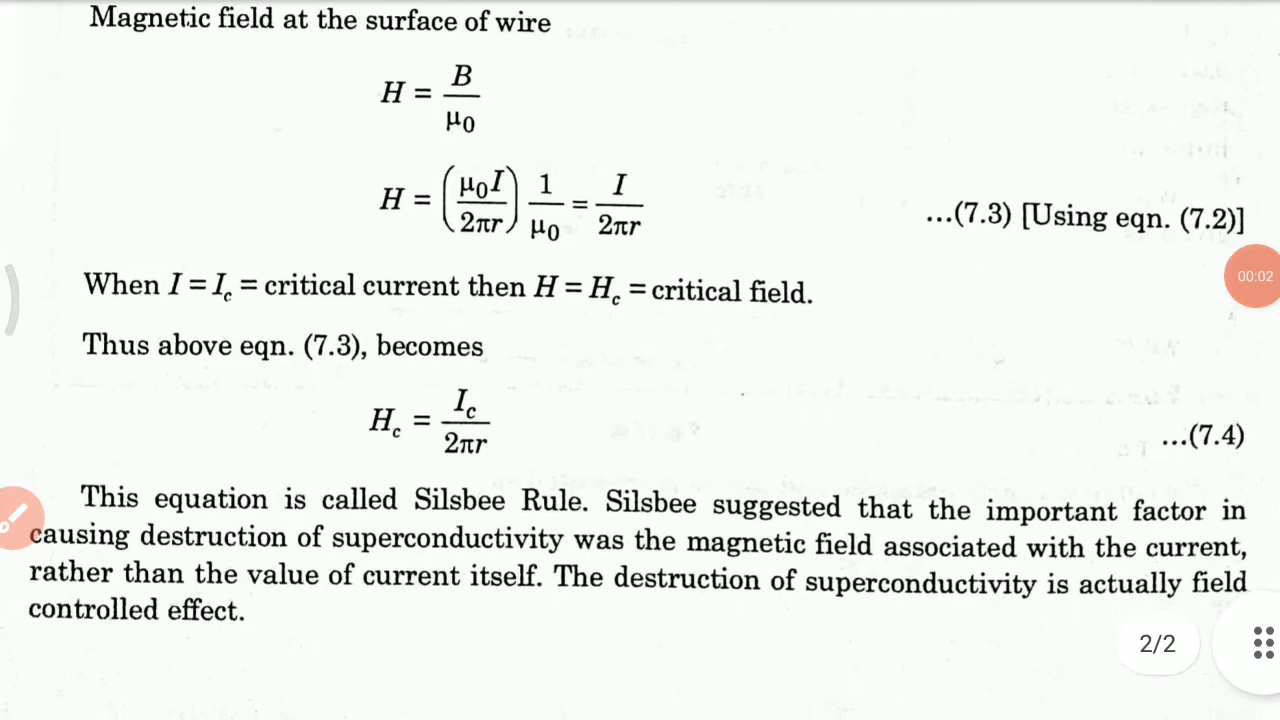 Magnetic field at the surface of wire
H = B/μ0
H = (μ0I/2πr) 1/μ0 = I/2πr ...(7.3) [Using eqn. (7.2)]
When I = Ic = critical current then H = Hc = critical field.
00:02
Thus above eqn. (7.3), becomes
Hc = Ic/2πr ...(7.4)
This equation is called Silsbee Rule. Silsbee suggested that the important factor in
causing destruction of superconductivity was the magnetic field associated with the current,
rather than the value of current itself. The destruction of superconductivity is actually field
controlled effect.
2/2